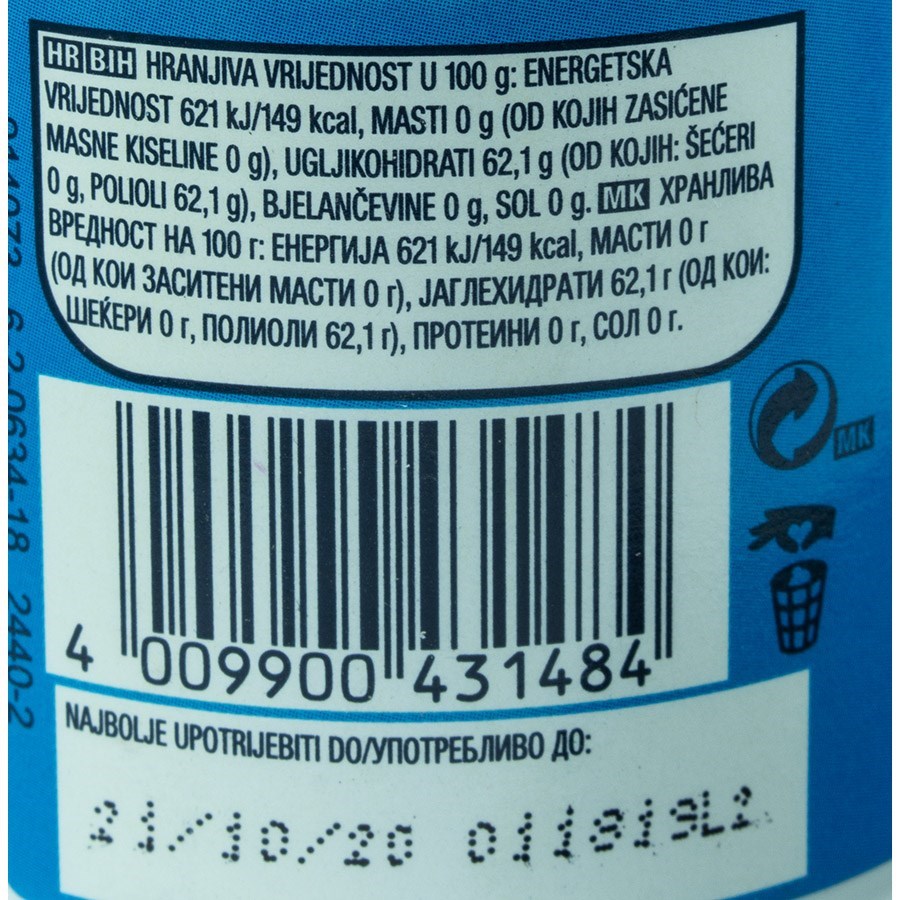 HR BIH HRANJIVA VRIJEDNOST U 100 g: ENERGETSKA
VRIJEDNOST 621 kJ/149 kcal, MASTI 0 g (OD KOJIH ZASIĆENE
MASNE KISELINE 0 g), UGLJIKOHIDRATI 62,1 g (OD KOJIH: ŠEĆERI
0 g, POLIOLI 62,1 g), BJELANČEVINE 0 g, SOL 0 g. MK ХРАНЛИВА
ВРЕДНОСТ НА 100 г: ЕНЕРГИЈА 621 kJ/149 kcal, МАСТИ 0 г
(ОД КОИ ЗАСИТЕНИ МАСТИ 0 г), ЈАГЛЕХИДРАТИ 62,1 г (ОД КОИ:
ШЕЌЕРИ 0 г, ПОЛИОЛИ 62,1 г), ПРОТЕИНИ 0 г, СОЛ 0 г.
MK
4 009900 431484
NAJBOLJE UPOTRIJEBITI DO/УПОТРЕБЛИВО ДО:
21/10/20 011819L2
2440-2